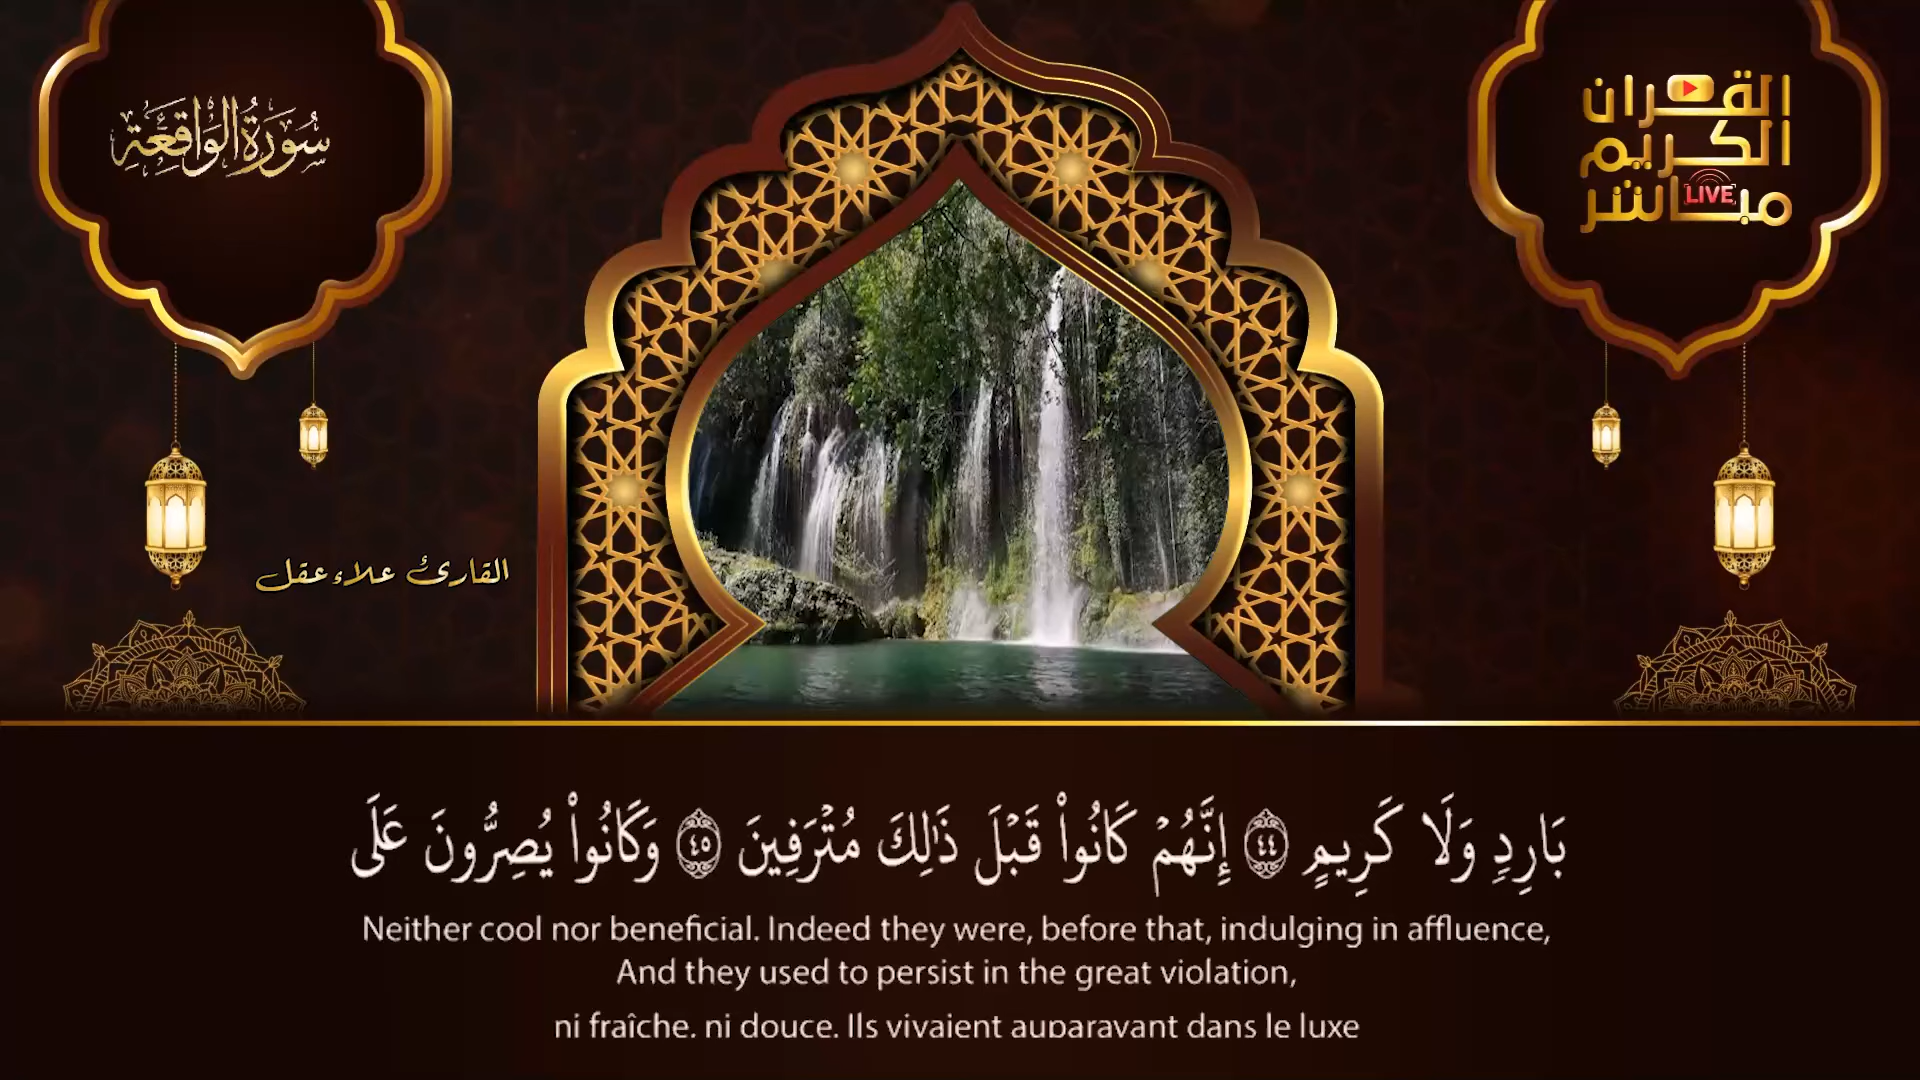 سُورَةُ الوَاقِعَةِ
القرآن
الكريم
مباشر
LIVE
القارئ علاء عقل
بَارِدٍ وَلَا كَرِيمٍ ٤٤ إِنَّهُمْ كَانُوا۟ قَبْلَ ذَٰلِكَ مُتْرَفِينَ ٤٥ وَكَانُوا۟ يُصِرُّونَ عَلَى
Neither cool nor beneficial. Indeed they were, before that, indulging in affluence,
And they used to persist in the great violation,
ni fraîche, ni douce. Ils vivaient auparavant dans le luxe